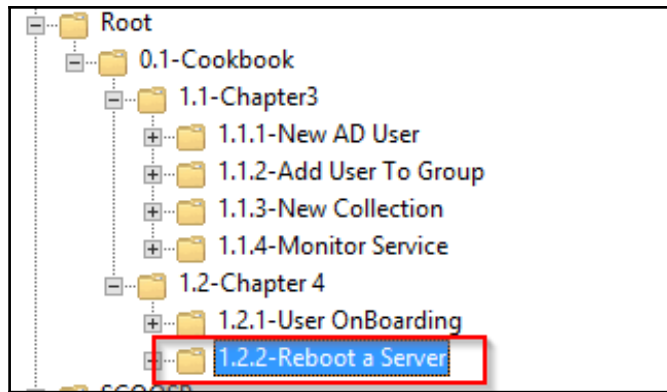 Root
0.1-Cookbook
1.1-Chapter3
1.1.1-New AD User
1.1.2-Add User To Group
1.1.3-New Collection
1.1.4-Monitor Service
1.2-Chapter 4
1.2.1-User OnBoarding
1.2.2-Reboot a Server